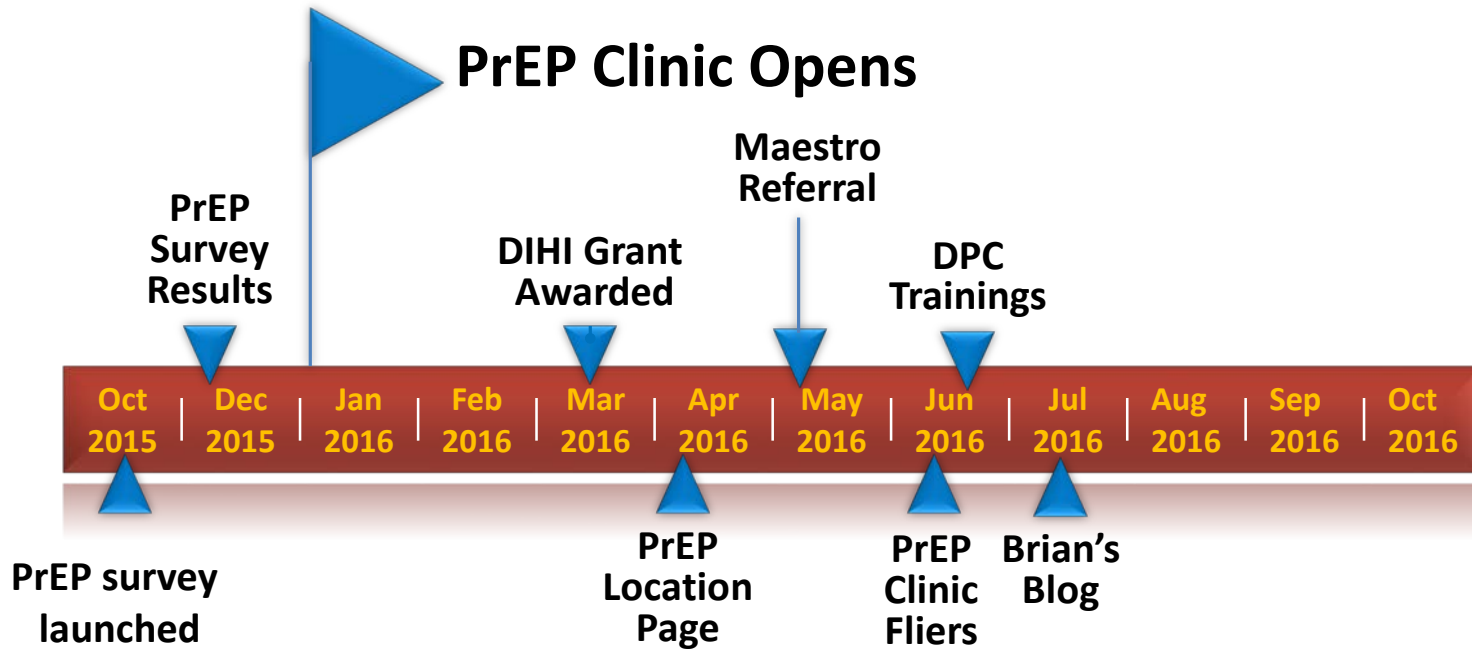 PrEP Clinic Opens
Maestro
Referral
PrEP
Survey
Results
DIHI Grant
Awarded
DPC
Trainings
Oct
2015
Dec
2015
Jan
2016
Feb
2016
Mar
2016
Apr
2016
May
2016
Jun
2016
Jul
2016
Aug
2016
Sep
2016
Oct
2016
PrEP survey
launched
PrEP
Location
Page
PrEP
Clinic
Fliers
Brian’s
Blog